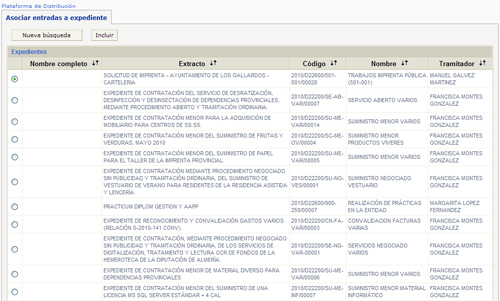 Plataforma de Distribución
Asociar entradas a expediente
Nueva búsqueda Incluir
Expedientes
Nombre completo Extracto Código Nombre Tramitador
SOLICITUD DE IMPRENTA - AYUNTAMIENTO DE LOS GALLARDOS - 2010/D22600/501- TRABAJOS IMPRENTA PÚBLICA MANUEL GALVEZ
CARTELERIA 001/00026 (501-001) MARTINEZ
EXPEDIENTE DE CONTRATACIÓN DEL SERVICIO DE DESRATIZACIÓN,
DESINFECCIÓN Y DESINSECTACIÓN DE DEPENDENCIAS PROVINCIALES, 2010/D22200/SE-AB- SERVICIO ABIERTO VARIOS FRANCISCA MONTES
MEDIANTE PROCEDIMIENTO ABIERTO Y TRAMITACIÓN ORDINARIA. VAR/00007 GONZALEZ
EXPEDIENTE DE CONTRATACIÓN MENOR PARA LA ADQUISICIÓN DE 2010/D22200/SU-ME- SUMINISTRO MENOR VARIOS FRANCISCA MONTES
MOBILIARIO PARA CENTROS DE SS.SS. VAR/00014 GONZALEZ
EXPEDIENTE DE CONTRATACIÓN MENOR DEL SUMINISTRO DE FRUTAS Y 2010/D22200/SC-ME- SUMINISTRO MENOR FRANCISCA MONTES
VERDURAS, MAYO 2010 OVI/00004 PRODUCTOS VIVERES GONZALEZ
EXPEDIENTE DE CONTRATACIÓN MENOR DEL SUMINISTRO DE PAPEL 2010/D22200/SU-ME- SUMINISTRO MENOR VARIOS FRANCISCA MONTES
PARA EL TALLER DE LA IMPRENTA PROVINCIAL VAR/00005 GONZALEZ
EXPEDIENTE DE CONTRATACIÓN MEDIANTE PROCEDIMIENTO NEGOCIADO
SIN PUBLICIDAD Y TRAMITACIÓN ORDINARIA, DEL SUMINISTRO DE 2010/D22200/SU-NG- SUMINISTRO NEGOCIADO FRANCISCA MONTES
VESTUARIO DE VERANO PARA RESIDENTES DE LA RESIDENCIA ASISTIDA VES/00001 VESTUARIO GONZALEZ
Y LENCERÍA.
PRACTICUM DIPLOM GESTION Y AAPP 2010/D22600/900- REALIZACIÓN DE PRÁCTICAS MARGARITA LOPEZ
250/00007 EN LA ENTIDAD FERNANDEZ
EXPEDIENTE DE RECONOCIMIENTO Y CONVALIDACIÓN GASTOS VARIOS 2010/D22200/CN-FA- CONVALIDACION FACTURAS FRANCISCA MONTES
(RELACIÓN S-2010-141 CONV). VAR/00003 VARIAS GONZALEZ
EXPEDIENTE DE CONTRATACIÓN, MEDIANTE PROCEDIMIENTO NEGOCIADO
SIN PUBLICIDAD Y TRAMITACIÓN ORDINARIA, DE LOS SERVICIOS DE 2010/D22200/SE-NG- SERVICIOS NEGOCIADO FRANCISCA MONTES
DIGITALIZACIÓN, TRATAMIENTO Y LECTURA OCR DE FONDOS DE LA VAR/00001 VARIOS GONZALEZ
HEMEROTECA DE LA DIPUTACIÓN DE ALMERÍA.
EXPEDIENTE DE CONTRATACIÓN MENOR DE MATERIAL DIVERSO PARA 2010/D22200/SU-ME- SUMINISTRO MENOR VARIOS FRANCISCA MONTES
DEPENDENCIAS PROVINCIALES VAR/00006 GONZALEZ
EXPEDIENTE DE CONTRATACIÓN MENOR DEL SUMINISTRO DE UNA 2010/D22200/SU-ME- SUMINISTRO MENOR MATERIAL FRANCISCA MONTES
LICENCIA MS SQL SERVER ESTÁNDAR + 4 CAL INF/00007 INFORMÁTICO GONZALEZ